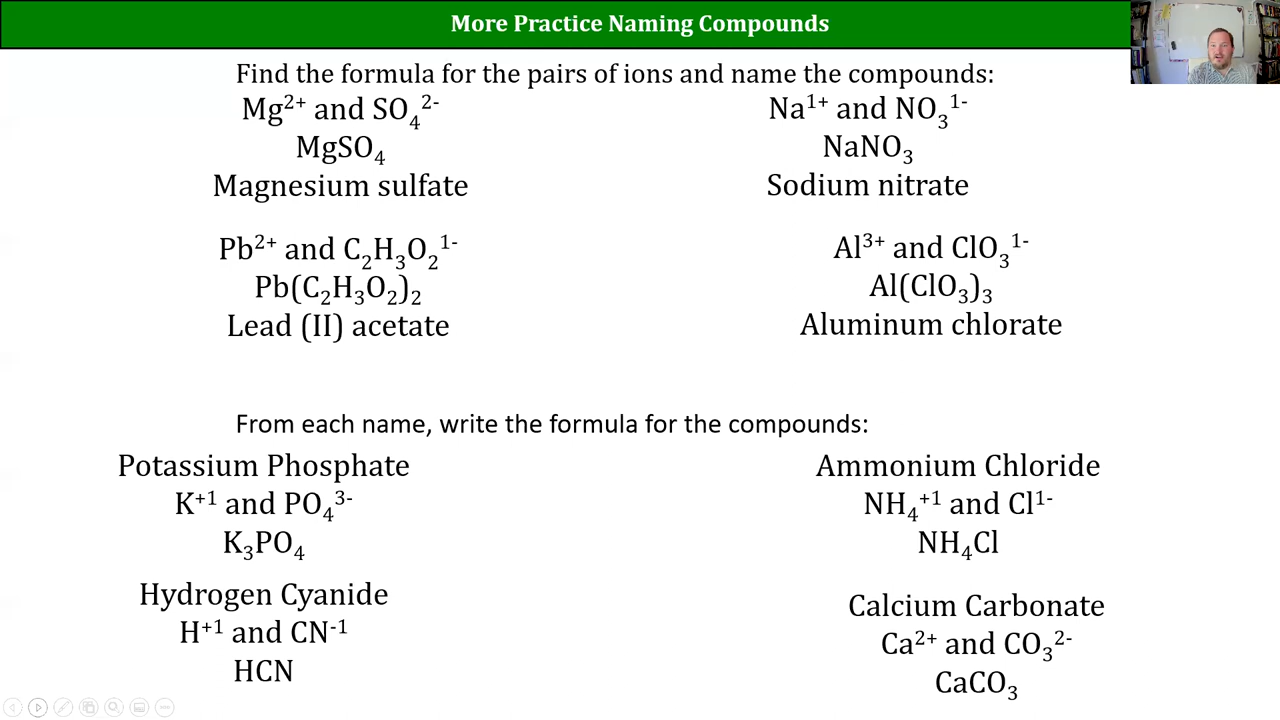 More Practice Naming Compounds
Find the formula for the pairs of ions and name the compounds:
Mg²⁺ and SO₄²⁻
MgSO₄
Magnesium sulfate
Na¹⁺ and NO₃¹⁻
NaNO₃
Sodium nitrate
Pb²⁺ and C₂H₃O₂¹⁻
Pb(C₂H₃O₂)₂
Lead (II) acetate
Al³⁺ and ClO₃¹⁻
Al(ClO₃)₃
Aluminum chlorate
From each name, write the formula for the compounds:
Potassium Phosphate
K⁺¹ and PO₄³⁻
K₃PO₄
Ammonium Chloride
NH₄⁺¹ and Cl¹⁻
NH₄Cl
Hydrogen Cyanide
H⁺¹ and CN⁻¹
HCN
Calcium Carbonate
Ca²⁺ and CO₃²⁻
CaCO₃